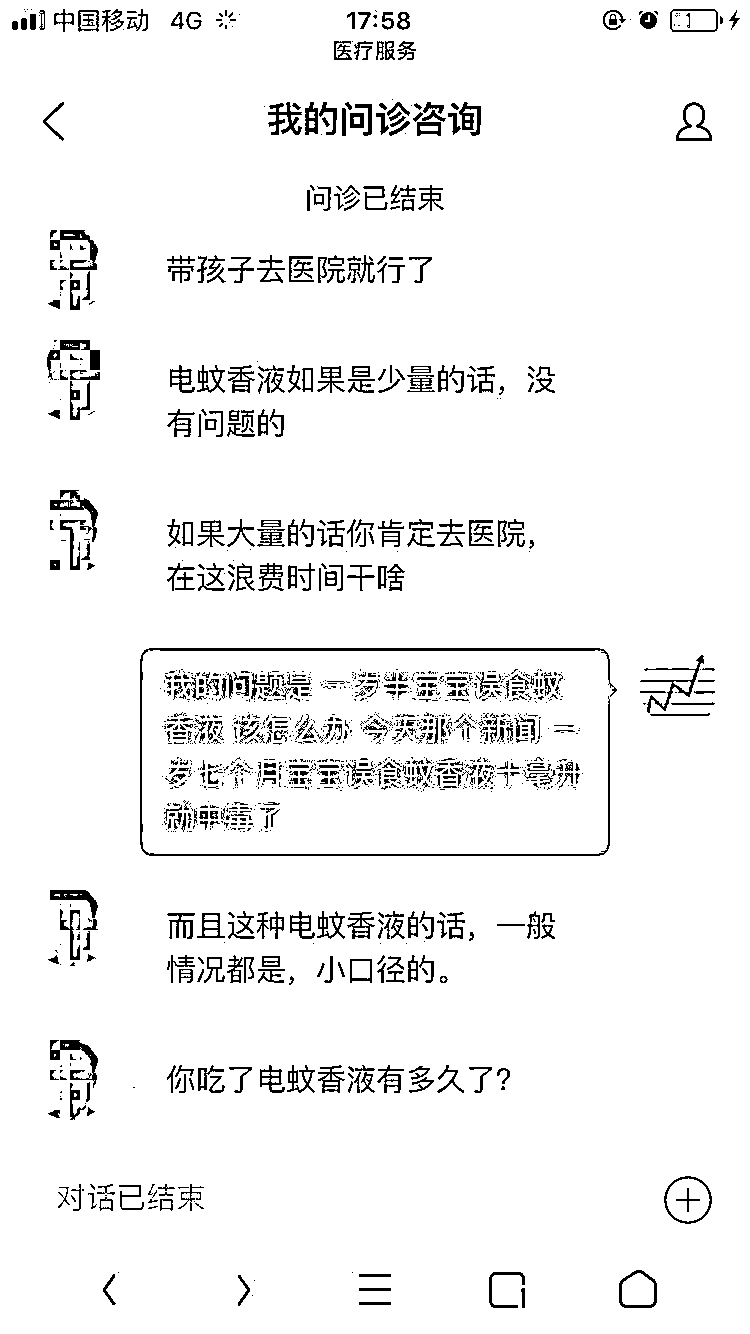 中国移动 4G 17:58
医疗服务
我的问诊咨询
问诊已结束
带孩子去医院就行了
电蚊香液如果是少量的话，没
有问题的
如果大量的话你肯定去医院，
在这浪费时间干啥
我的问题是 一岁半宝宝误食蚊
香液 该怎么办 今天那个新闻 一
岁七个月宝宝误食蚊香液十毫升
就中毒了
而且这种电蚊香液的话，一般
情况都是，小口径的。
你吃了电蚊香液有多久了？
对话已结束